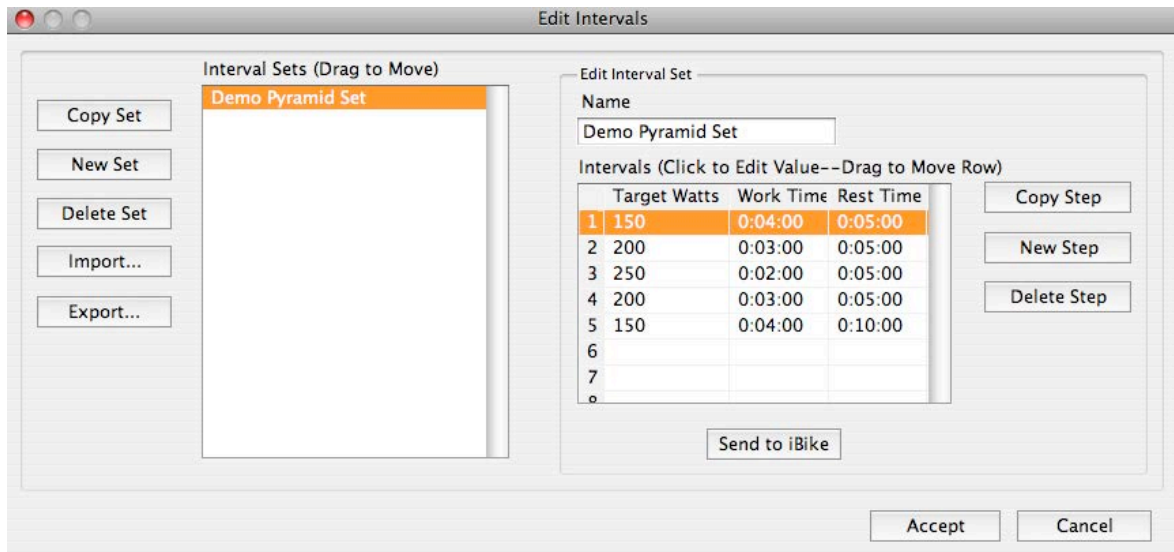 Edit Intervals
Interval Sets (Drag to Move)
Demo Pyramid Set
Copy Set
New Set
Delete Set
Import...
Export...
Edit Interval Set
Name
Demo Pyramid Set
Intervals (Click to Edit Value--Drag to Move Row)
Target Watts Work Time Rest Time
1 150 0:04:00 0:05:00
2 200 0:03:00 0:05:00
3 250 0:02:00 0:05:00
4 200 0:03:00 0:05:00
5 150 0:04:00 0:10:00
6
7
8
Copy Step
New Step
Delete Step
Send to iBike
Accept
Cancel